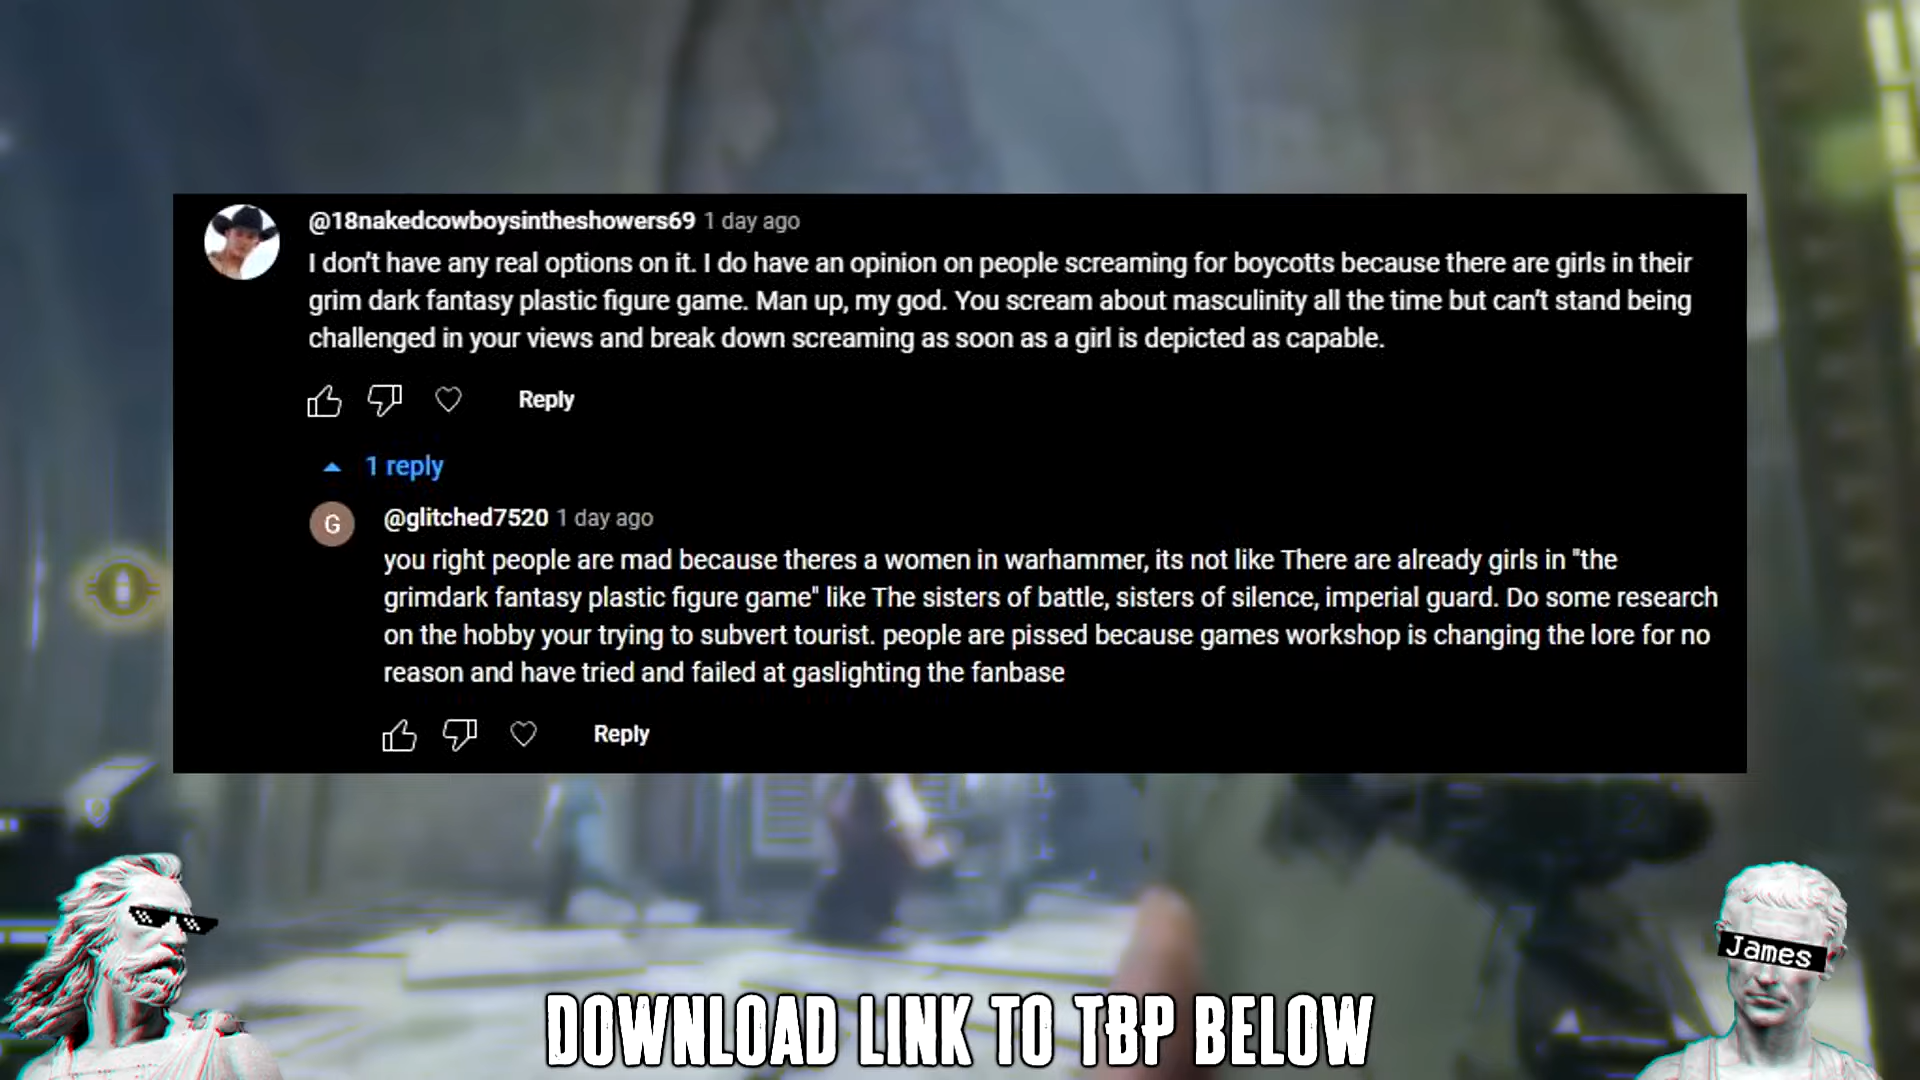 @18nakedcowboysintheshowers69 1 day ago
I don't have any real options on it. I do have an opinion on people screaming for boycotts because there are girls in their
grim dark fantasy plastic figure game. Man up, my god. You scream about masculinity all the time but can't stand being
challenged in your views and break down screaming as soon as a girl is depicted as capable.
Reply
1 reply
G
@glitched7520 1 day ago
you right people are mad because theres a women in warhammer, its not like There are already girls in "the
grimdark fantasy plastic figure game" like The sisters of battle, sisters of silence, imperial guard. Do some research
on the hobby your trying to subvert tourist. people are pissed because games workshop is changing the lore for no
reason and have tried and failed at gaslighting the fanbase
Reply
James
DOWNLOAD LINK TO TBP BELOW